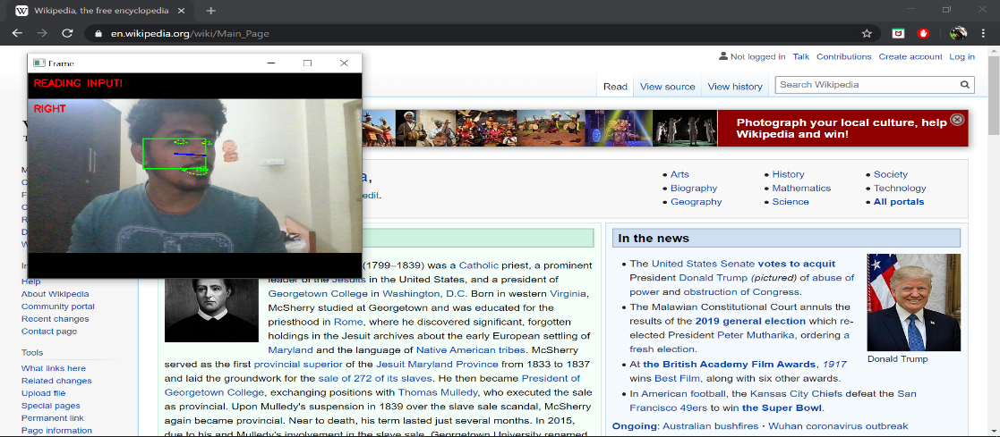 Wikipedia, the free encyclopedia
en.wikipedia.org/wiki/Main_Page
Frame
READING INPUT!
RIGHT
Not logged in Talk Contributions Create account Log in
Read View source View history
Search Wikipedia
Photograph your local culture, help
Wikipedia and win!
Arts
Biography
Geography
History
Mathematics
Science
Society
Technology
All portals
Help
About Wikipedia
Community portal
Recent changes
Contact page
Tools
What links here
Related changes
Upload file
Special pages
Permanent link
Page information
(1799–1839) was a Catholic priest, a prominent
leader of the Jesuits in the United States, and a president of
Georgetown College in Washington, D.C. Born in western Virginia,
McSherry studied at Georgetown and was educated for the
priesthood in Rome, where he discovered significant, forgotten
holdings in the Jesuit archives about the early European settling of
Maryland and the language of Native American tribes. McSherry
served as the first provincial superior of the Jesuit Maryland Province from 1833 to 1837
and laid the groundwork for the sale of 272 of its slaves. He then became President of
Georgetown College, exchanging positions with Thomas Mulledy, who executed the sale
as provincial. Upon Mulledy's suspension in 1839 over the slave sale scandal, McSherry
again became provincial. Near to death, his term lasted just several months. In 2015,
due to his and Mulledy's involvement in the slave sale, Georgetown University renamed
In the news
The United States Senate votes to acquit
President Donald Trump (pictured) of abuse of
power and obstruction of Congress.
The Malawian Constitutional Court annuls the
results of the 2019 general election which re-
elected President Peter Mutharika, ordering a
fresh election.
At the British Academy Film Awards, 1917
wins Best Film, along with six other awards.
In American football, the Kansas City Chiefs defeat the San
Francisco 49ers to win the Super Bowl.
Donald Trump
Ongoing: Australian bushfires · Wuhan coronavirus outbreak